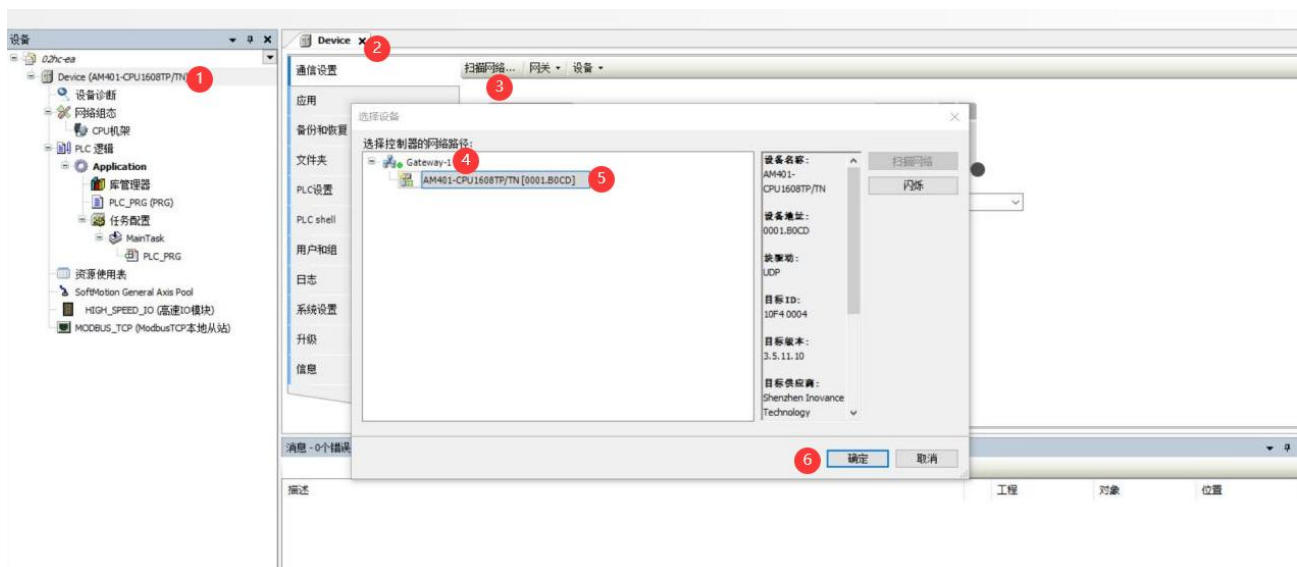 设备
02hc-ea
Device (AM401-CPU1608TP/TN)
1
设备诊断
网络组态
CPU机架
PLC 逻辑
Application
库管理器
PLC_PRG (PRG)
任务配置
MainTask
PLC_PRG
资源使用表
SoftMotion General Axis Pool
HIGH_SPEED_IO (高速IO模块)
MODBUS_TCP (ModbusTCP本地从站)
Device
2
通信设置
应用
备份和恢复
文件夹
PLC设置
PLC shell
用户和组
日志
系统设置
升级
信息
扫描网络... 网关 设备
3
选择设备
选择控制器的网络路径:
Gateway-1
4
AM401-CPU1608TP/TN [0001.B0CD]
5
设备名称:
AM401-
CPU1608TP/TN
设备地址:
0001.B0CD
块驱动:
UDP
目标ID:
10F4 0004
目标版本:
3.5.11.10
目标供应商:
Shenzhen Inovance
Technology
扫描网络
闪烁
6
确定
取消
消息 - 0个错误
描述
工程
对象
位置